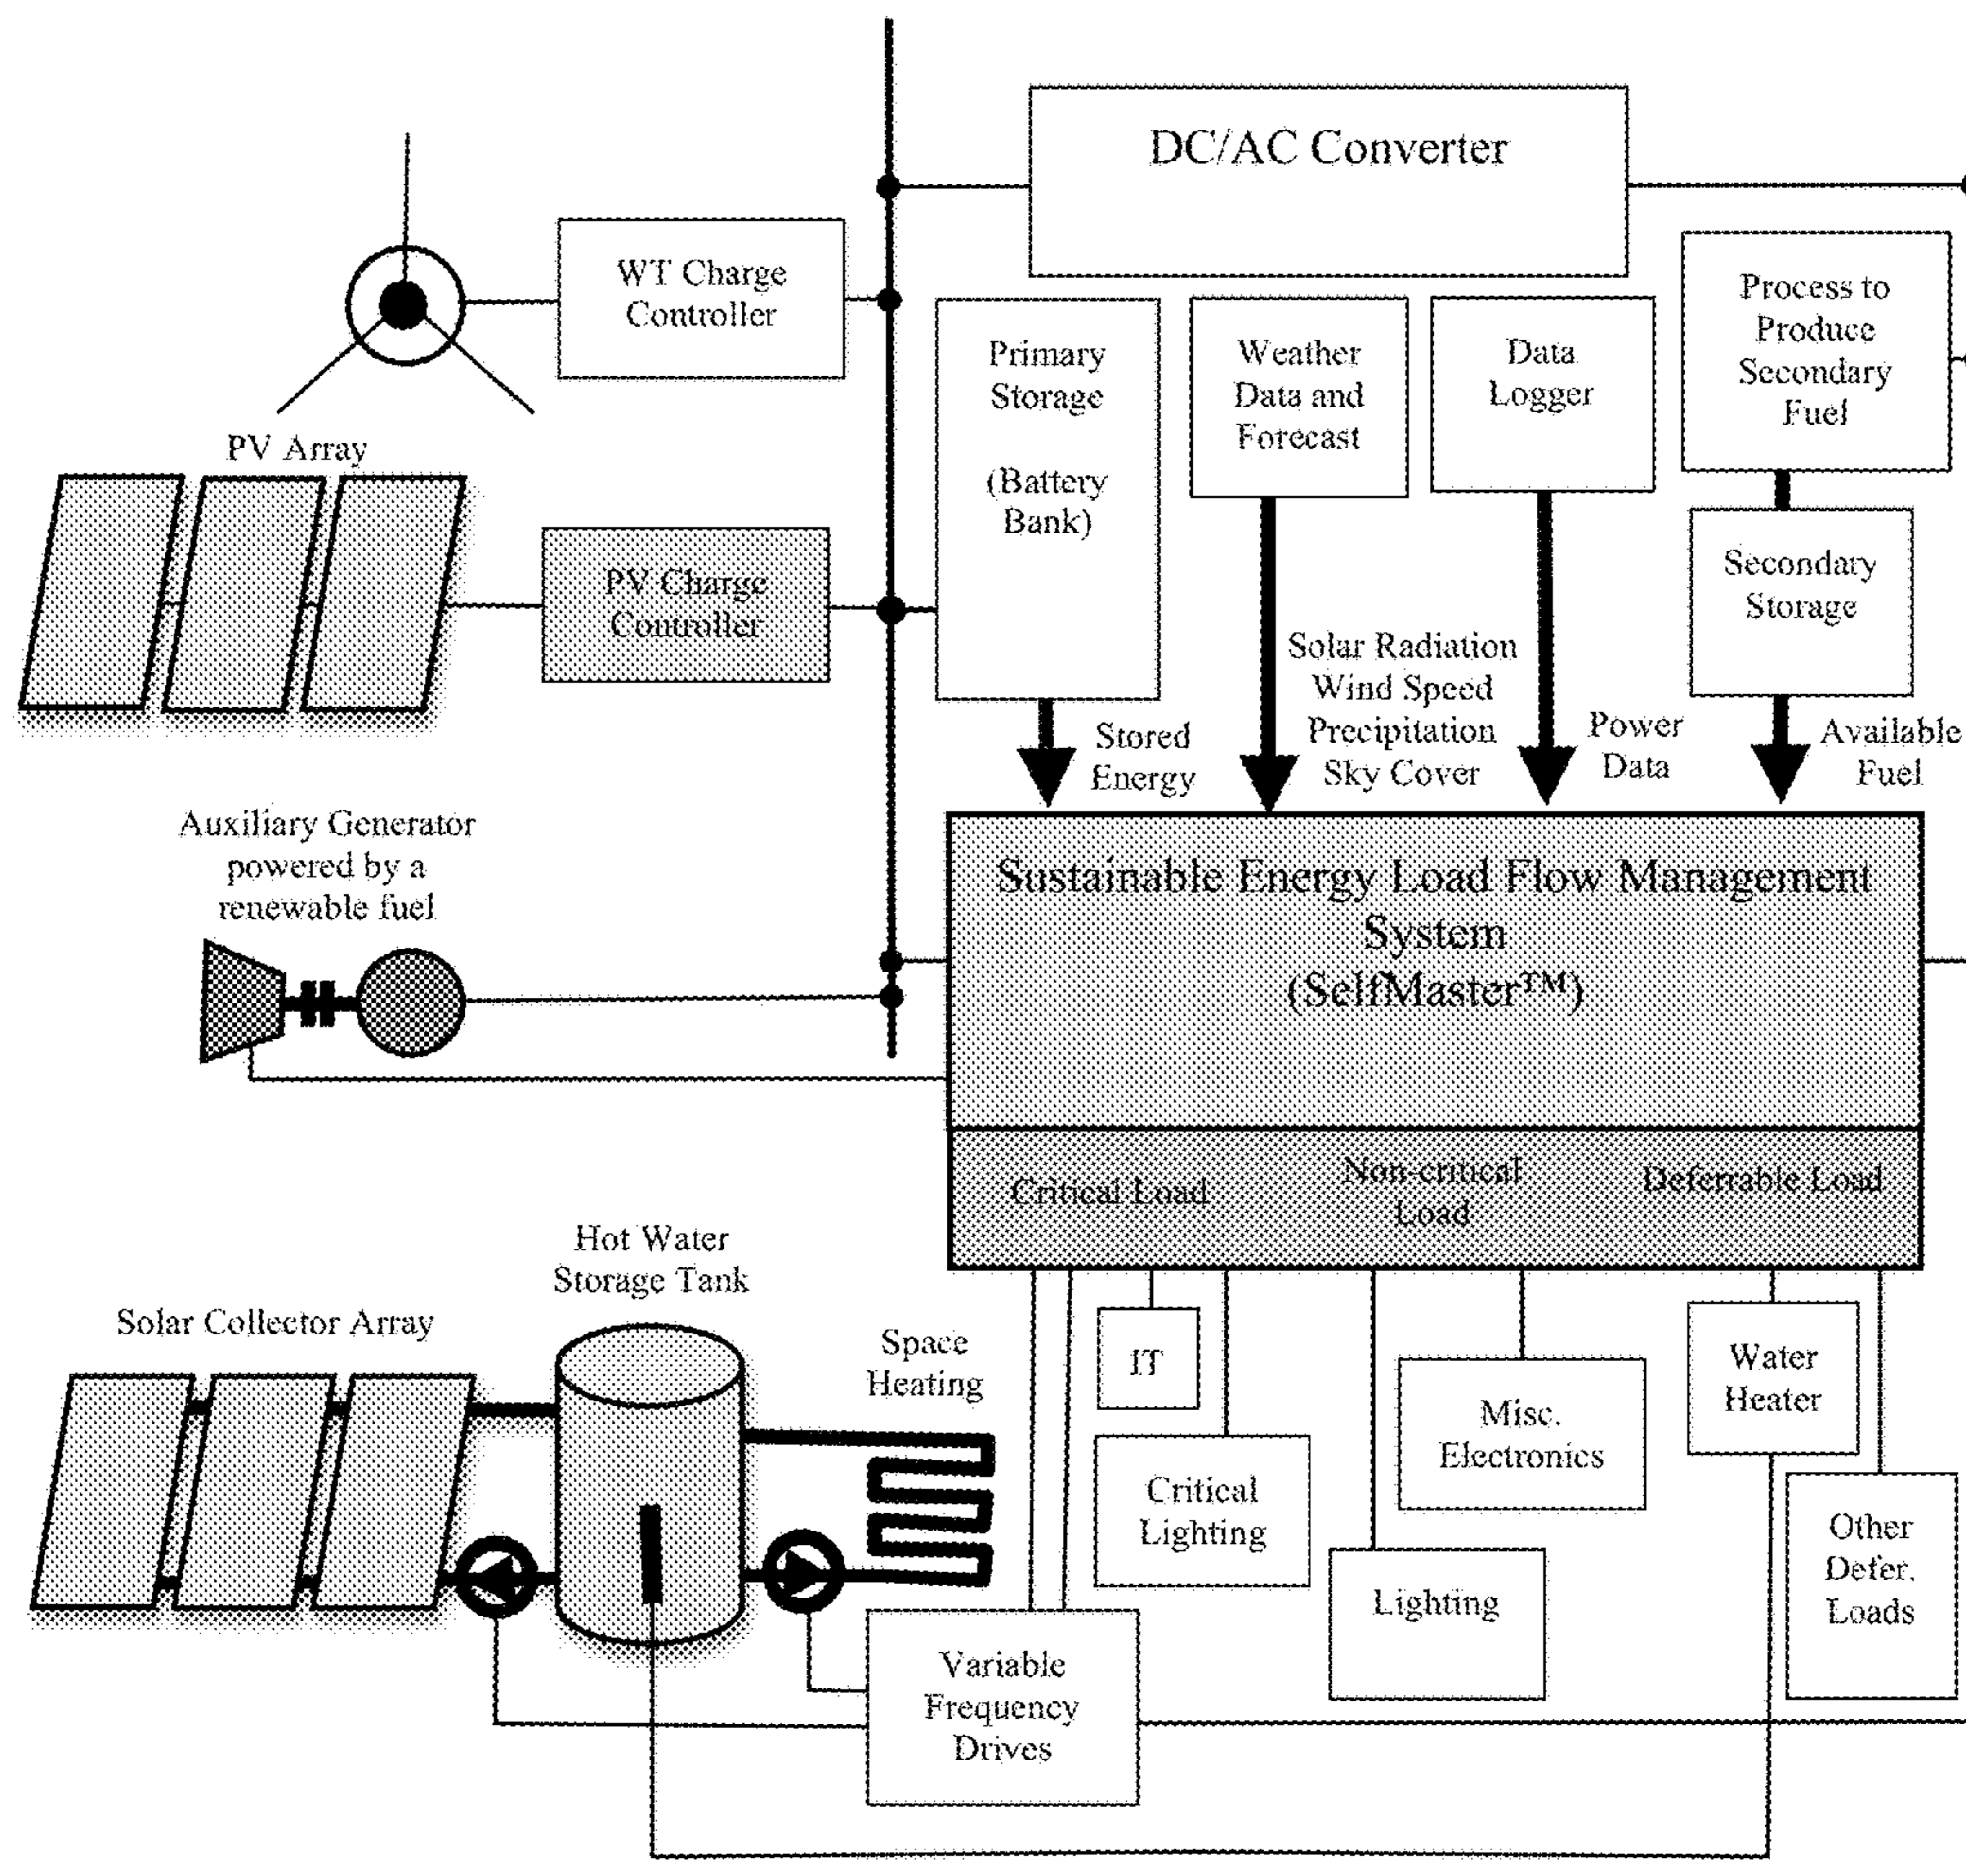 DC/AC Converter
WT Charge
Controller
Process to
Produce
Secondary
Fuel
Primary
Storage
(Battery
Bank)
Weather
Data and
Forecast
Data
Logger
PV Array
PV Charge
Controller
Secondary
Storage
Solar Radiation
Wind Speed
Precipitation
Sky Cover
Stored
Energy
Power
Data
Available
Fuel
Auxiliary Generator
powered by a
renewable fuel
Sustainable Energy Load Flow Management
System
(SelfMaster™)
Critical Load
Non-critical
Load
Deferrable Load
Hot Water
Storage Tank
Solar Collector Array
Space
Heating
IT
Water
Heater
Misc.
Electronics
Critical
Lighting
Other
Defer.
Loads
Lighting
Variable
Frequency
Drives